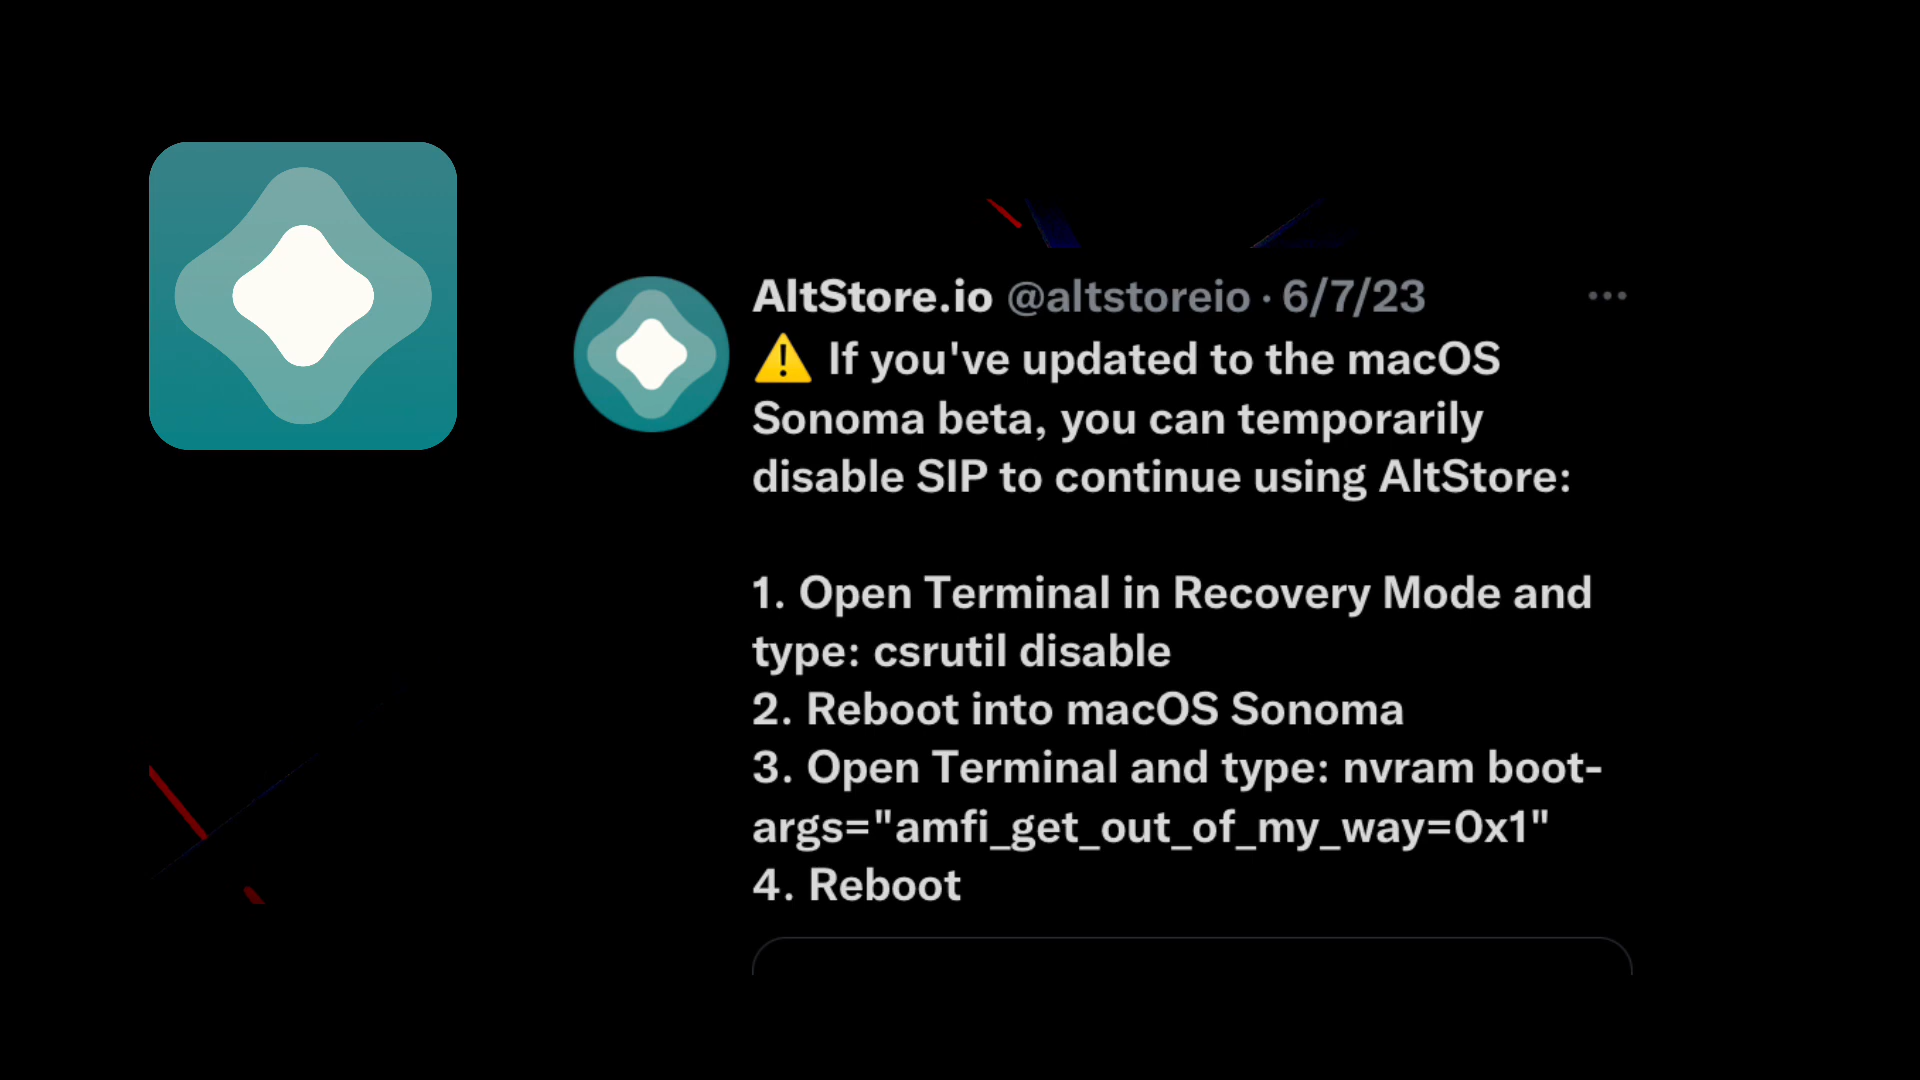 AltStore.io @altstoreio · 6/7/23
⚠️ If you've updated to the macOS
Sonoma beta, you can temporarily
disable SIP to continue using AltStore:
1. Open Terminal in Recovery Mode and
type: csrutil disable
2. Reboot into macOS Sonoma
3. Open Terminal and type: nvram boot-
args="amfi_get_out_of_my_way=0x1"
4. Reboot